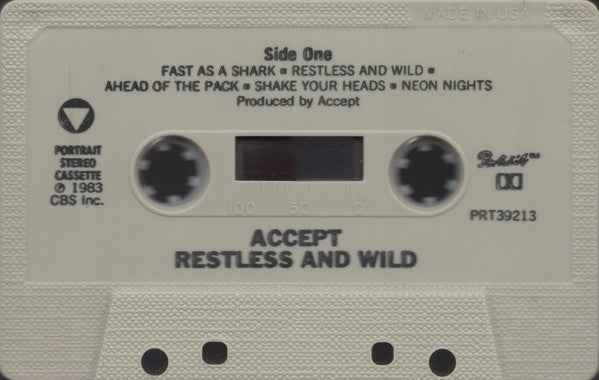 MADE IN USA
Side One
FAST AS A SHARK ▪ RESTLESS AND WILD ▪
AHEAD OF THE PACK ▪ SHAKE YOUR HEADS ▪ NEON NIGHTS
Produced by Accept
PORTRAIT
STEREO
CASSETTE
℗ 1983
CBS Inc.
Portrait™
PRT39213
100 50 0
ACCEPT
RESTLESS AND WILD